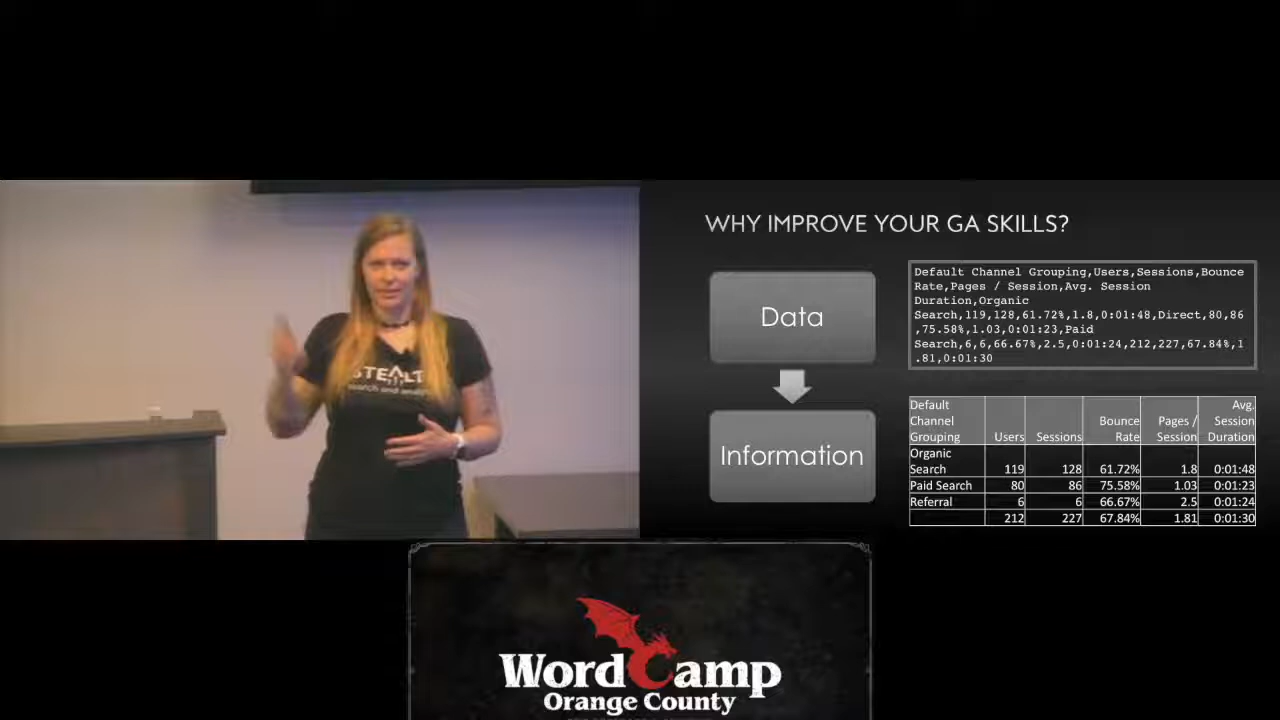 WHY IMPROVE YOUR GA SKILLS?
Data
Information
Default Channel Grouping,Users,Sessions,Bounce
Rate,Pages / Session,Avg. Session
Duration,Organic
Search,119,128,61.72%,1.8,0:01:48,Direct,80,86
,75.58%,1.03,0:01:23,Paid
Search,6,6,66.67%,2.5,0:01:24,212,227,67.84%,1
.81,0:01:30
Default Avg.
Channel Bounce Pages / Session
Grouping Users Sessions Rate Session Duration
Organic
Search 119 128 61.72% 1.8 0:01:48
Paid Search 80 86 75.58% 1.03 0:01:23
Referral 6 6 66.67% 2.5 0:01:24
212 227 67.84% 1.81 0:01:30
STEALT
search and
WordCamp
Orange County